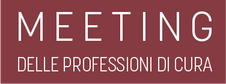 MEETING
DELLE PROFESSIONI DI CURA